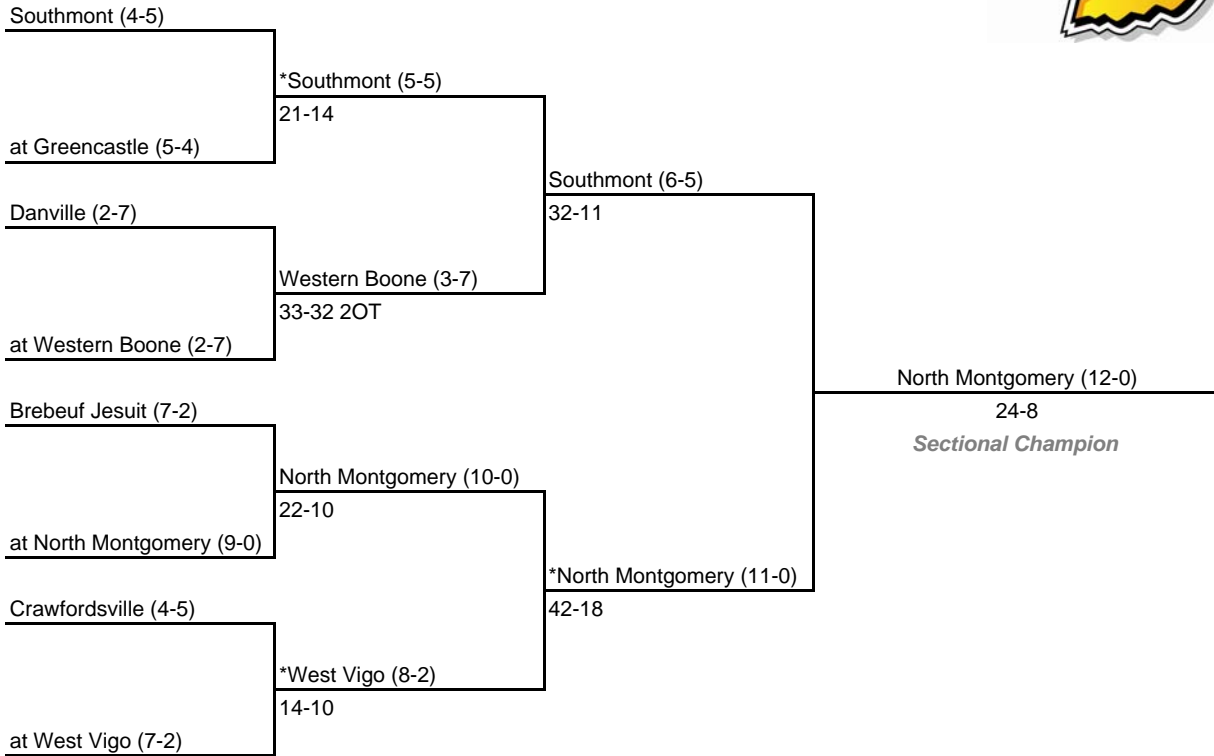 Southmont (4-5)
*Southmont (5-5)
21-14
at Greencastle (5-4)
Southmont (6-5)
32-11
Danville (2-7)
Western Boone (3-7)
33-32 2OT
at Western Boone (2-7)
North Montgomery (12-0)
24-8
Sectional Champion
Brebeuf Jesuit (7-2)
North Montgomery (10-0)
22-10
at North Montgomery (9-0)
*North Montgomery (11-0)
42-18
Crawfordsville (4-5)
*West Vigo (8-2)
14-10
at West Vigo (7-2)